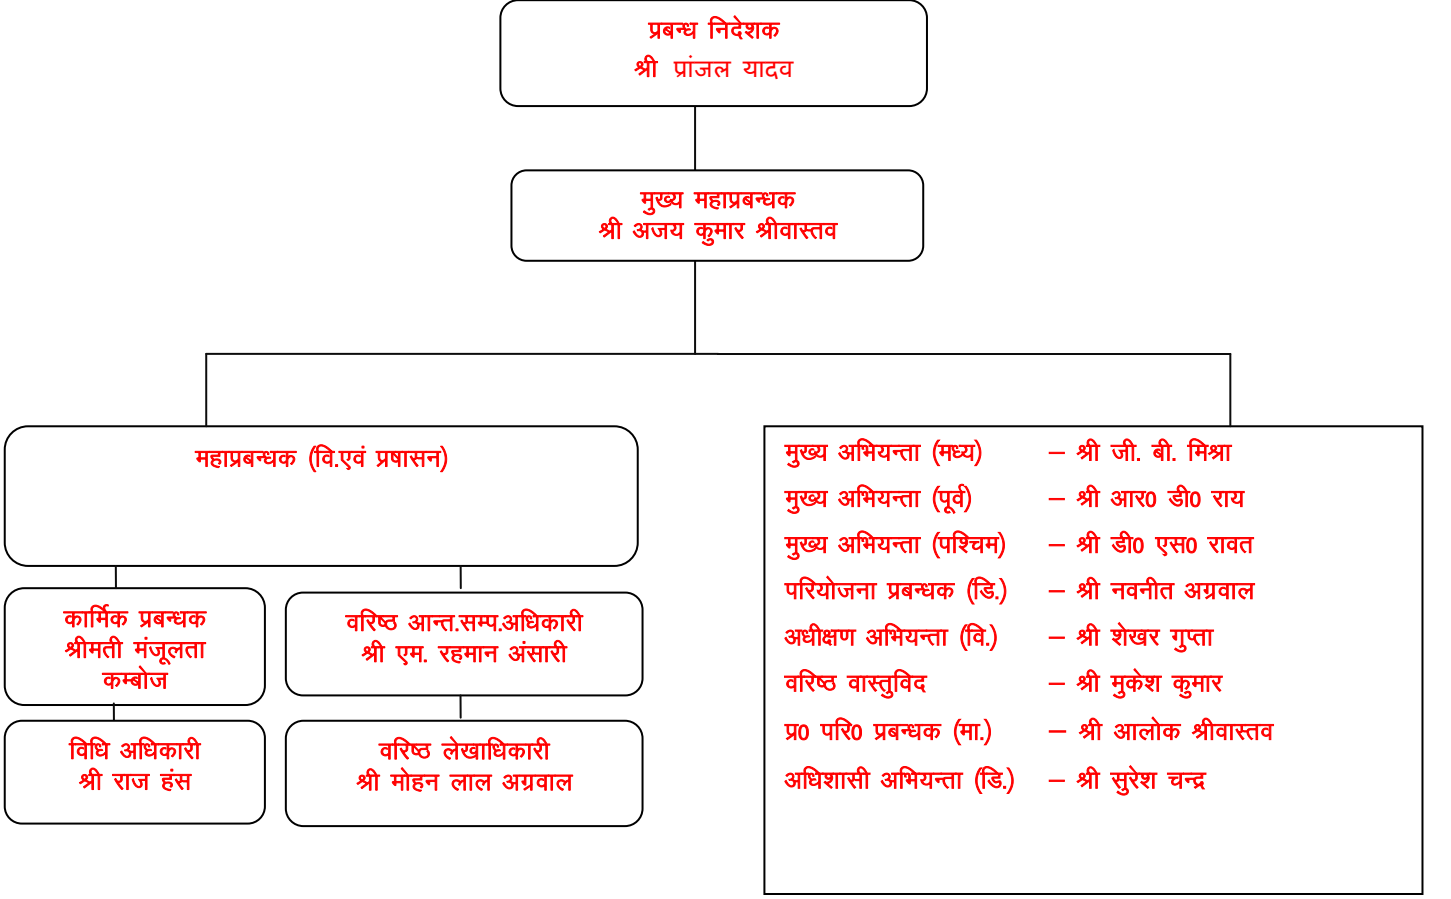 प्रबन्ध निदेशक
श्री प्रांजल यादव
मुख्य महाप्रबन्धक
श्री अजय कुमार श्रीवास्तव
महाप्रबन्धक (वि.एवं प्रषासन)
कार्मिक प्रबन्धक
श्रीमती मंजूलता
कम्बोज
वरिष्ठ आन्त.सम्प.अधिकारी
श्री एम. रहमान अंसारी
विधि अधिकारी
श्री राज हंस
वरिष्ठ लेखाधिकारी
श्री मोहन लाल अग्रवाल
मुख्य अभियन्ता (मध्य) – श्री जी. बी. मिश्रा
मुख्य अभियन्ता (पूर्व) – श्री आर0 डी0 राय
मुख्य अभियन्ता (पश्चिम) – श्री डी0 एस0 रावत
परियोजना प्रबन्धक (डि.) – श्री नवनीत अग्रवाल
अधीक्षण अभियन्ता (वि.) – श्री शेखर गुप्ता
वरिष्ठ वास्तुविद – श्री मुकेश कुमार
प्र0 परि0 प्रबन्धक (मा.) – श्री आलोक श्रीवास्तव
अधिशासी अभियन्ता (डि.) – श्री सुरेश चन्द्र